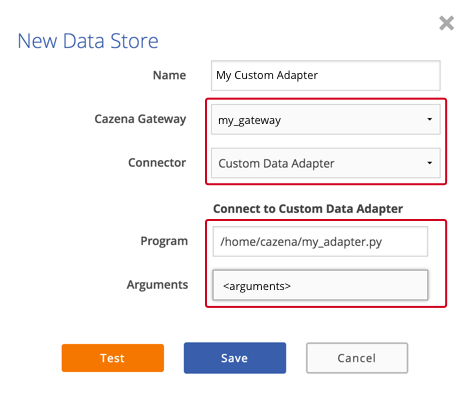 New Data Store
Name My Custom Adapter
Cazena Gateway my_gateway
Connector Custom Data Adapter
Connect to Custom Data Adapter
Program /home/cazena/my_adapter.py
Arguments <arguments>
Test Save Cancel